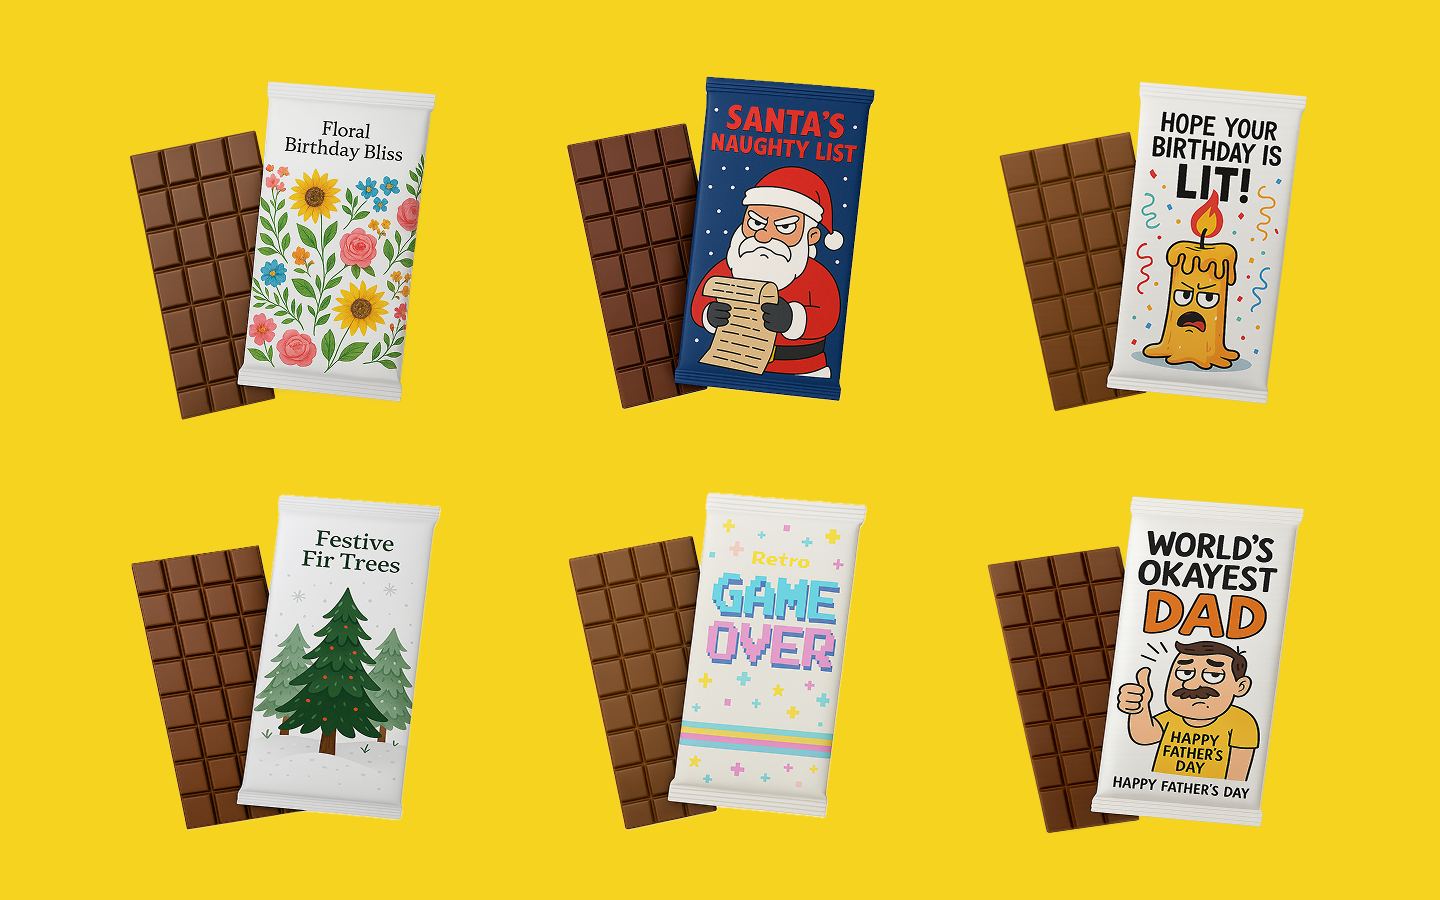 Floral
Birthday Bliss
SANTA'S
NAUGHTY LIST
HOPE YOUR
BIRTHDAY IS
LIT!
Festive
Fir Trees
Retro
GAME
OVER
WORLD'S
OKAYEST
DAD
HAPPY
FATHER'S
DAY
HAPPY FATHER'S DAY